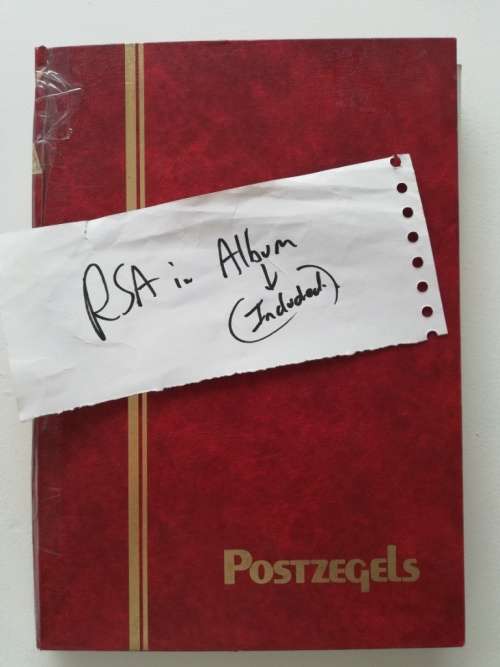 RSA in Album
↓
(Included.)
POSTZEGELS